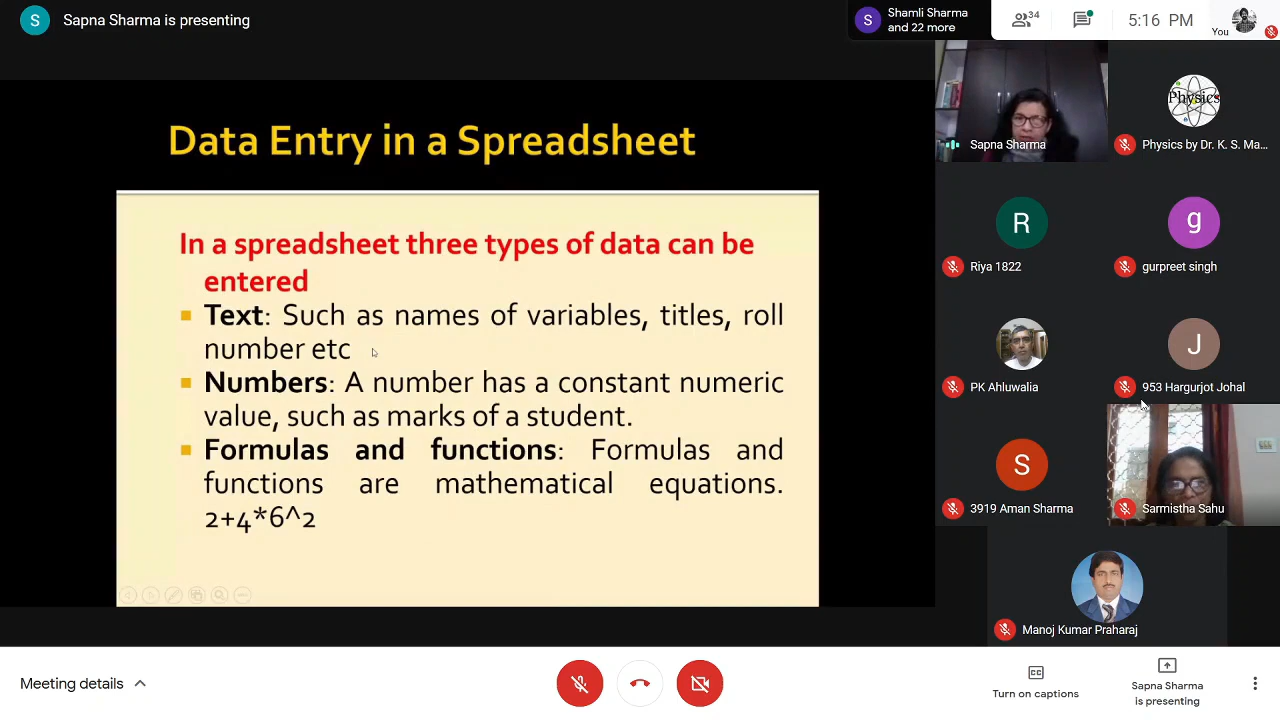 S
Sapna Sharma is presenting
S
Shamli Sharma
and 22 more
34
5:16 PM
You
Data Entry in a Spreadsheet
In a spreadsheet three types of data can be
entered
Text: Such as names of variables, titles, roll
number etc
Numbers: A number has a constant numeric
value, such as marks of a student.
Formulas and functions: Formulas and
functions are mathematical equations.
2+4*6^2
Sapna Sharma
Physics
Physics by Dr. K. S. Ma...
R
Riya 1822
g
gurpreet singh
PK Ahluwalia
J
953 Hargurjot Johal
S
3919 Aman Sharma
Sarmistha Sahu
Manoj Kumar Praharaj
Meeting details
CC
Turn on captions
Sapna Sharma
is presenting